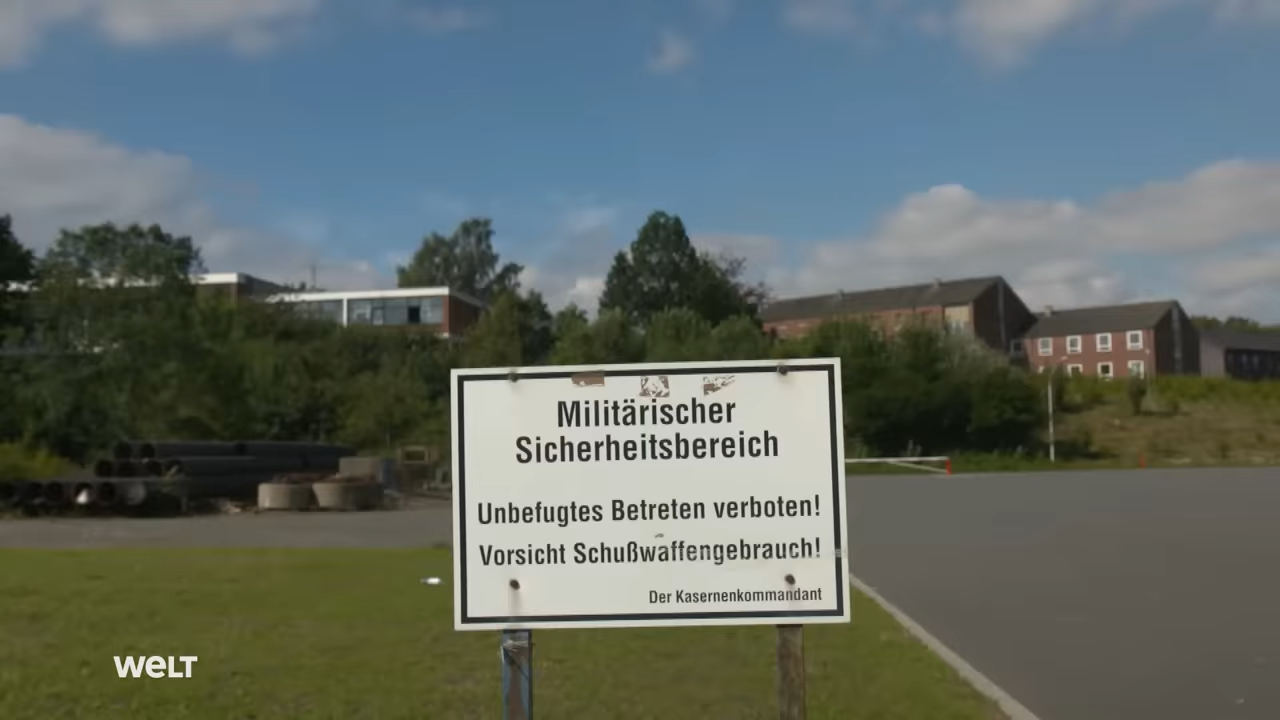 Militärischer
Sicherheitsbereich
Unbefugtes Betreten verboten!
Vorsicht Schußwaffengebrauch!
Der Kasernenkommandant
welt